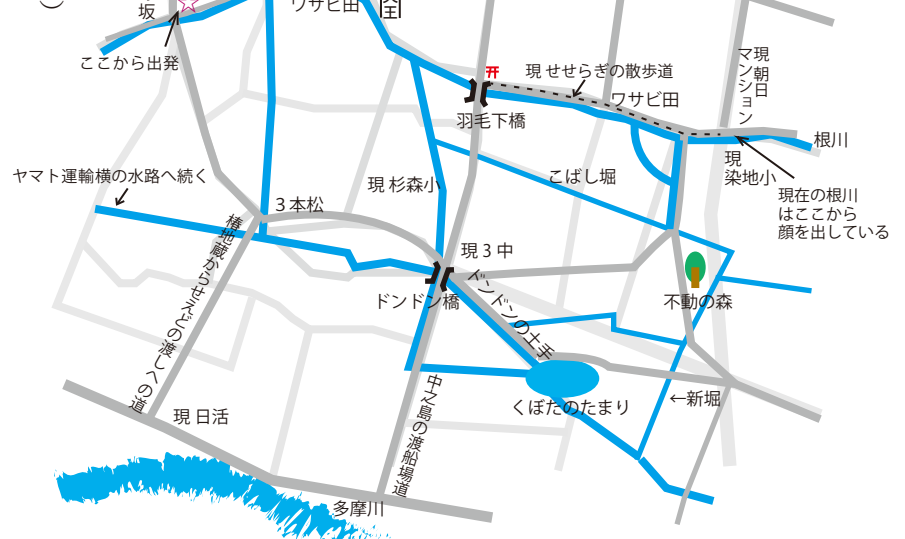 ワサビ田
坂
ここから出発
現 せせらぎの散歩道
現 朝日
マンション
ワサビ田
羽毛下橋
根川
ヤマト運輸横の水路へ続く
現 杉森小
こばし堀
現
染地小
現在の根川
はここから
顔を出している
3本松
椿地蔵からせえどの渡しへの道
現 3 中
ドンドン橋
ドンドンの土手
不動の森
くぼたのたまり
←新堀
中之島の渡船場道
現 日活
多摩川